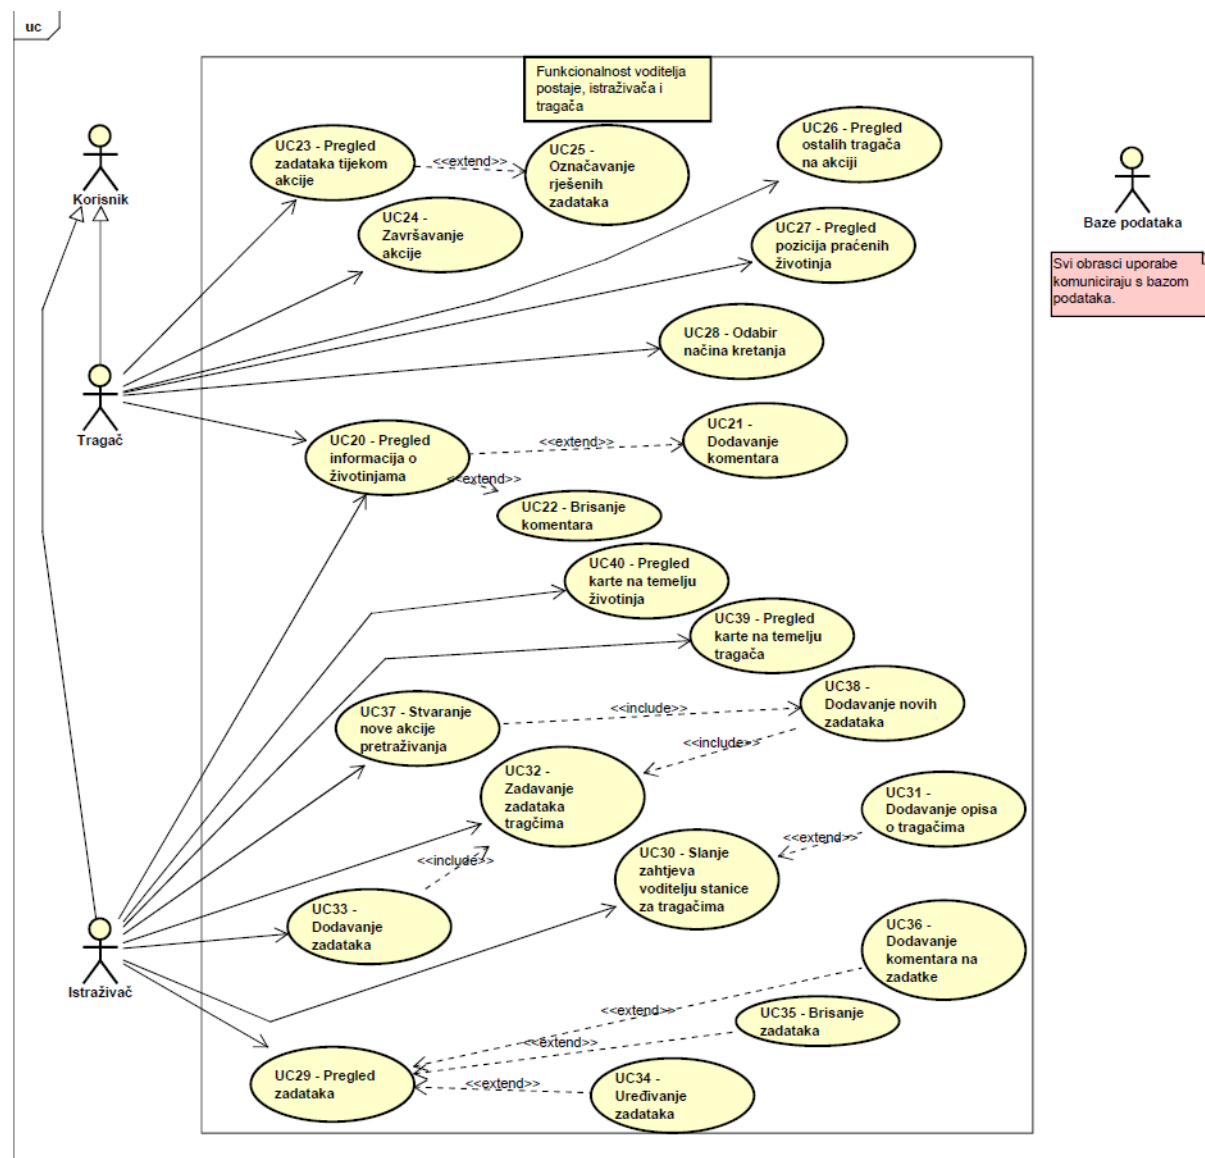 uc
Funkcionalnost voditelja
postaje, istraživača i
tragača
Korisnik
UC23 - Pregled
zadataka tijekom
akcije
<<extend>>
UC25 -
Označavanje
rješenih
zadataka
UC26 - Pregled
ostalih tragača
na akciji
Baze podataka
Svi obrasci uporabe
komuniciraju s bazom
podataka.
UC24 -
Završavanje
akcije
UC27 - Pregled
pozicija praćenih
životinja
UC28 - Odabir
načina kretanja
Tragač
UC20 - Pregled
informacija o
životinjama
<<extend>>
UC21 -
Dodavanje
komentara
<<extend>>
UC22 - Brisanje
komentara
UC40 - Pregled
karte na temelju
životinja
UC39 - Pregled
karte na temelju
tragača
UC37 - Stvaranje
nove akcije
pretraživanja
<<include>>
UC38 -
Dodavanje novih
zadataka
<<include>>
UC32 -
Zadavanje
zadataka
tragčima
UC31 -
Dodavanje opisa
o tragačima
<<extend>>
UC30 - Slanje
zahtjeva
voditelju stanice
za tragačima
<<include>>
UC33 -
Dodavanje
zadataka
Istraživač
UC36 -
Dodavanje
komentara na
zadatke
<<extend>>
UC35 - Brisanje
zadataka
<<extend>>
UC29 - Pregled
zadataka
<<extend>>
UC34 -
Uređivanje
zadataka